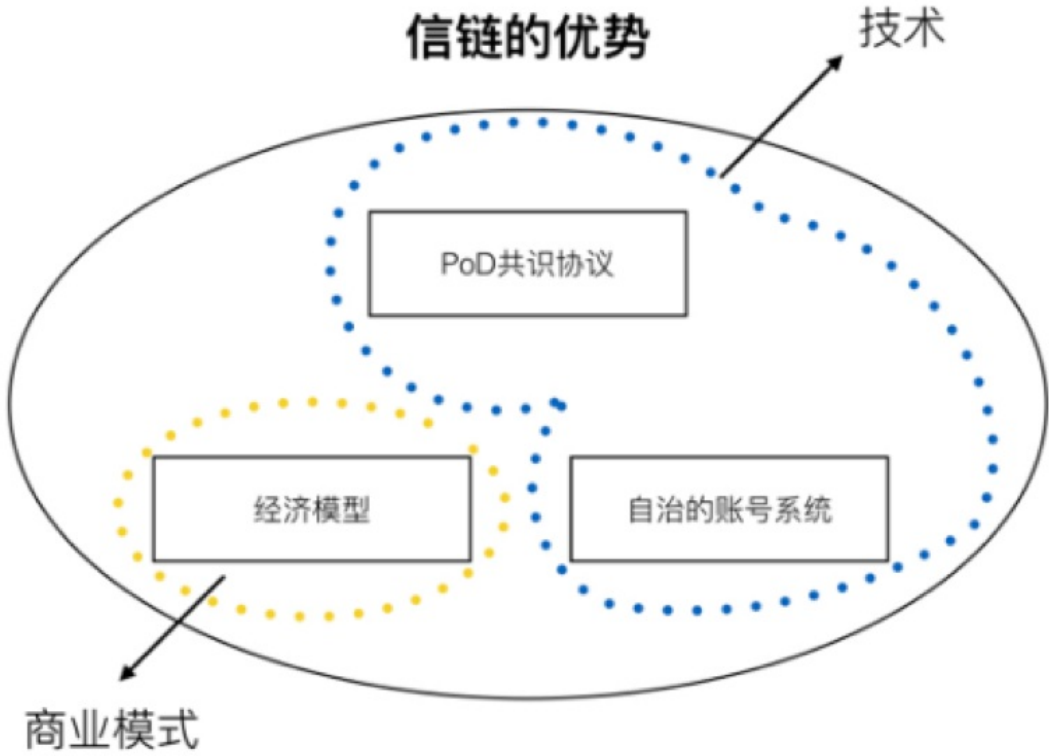 信链的优势
技术
PoD共识协议
经济模型
自治的账号系统
商业模式